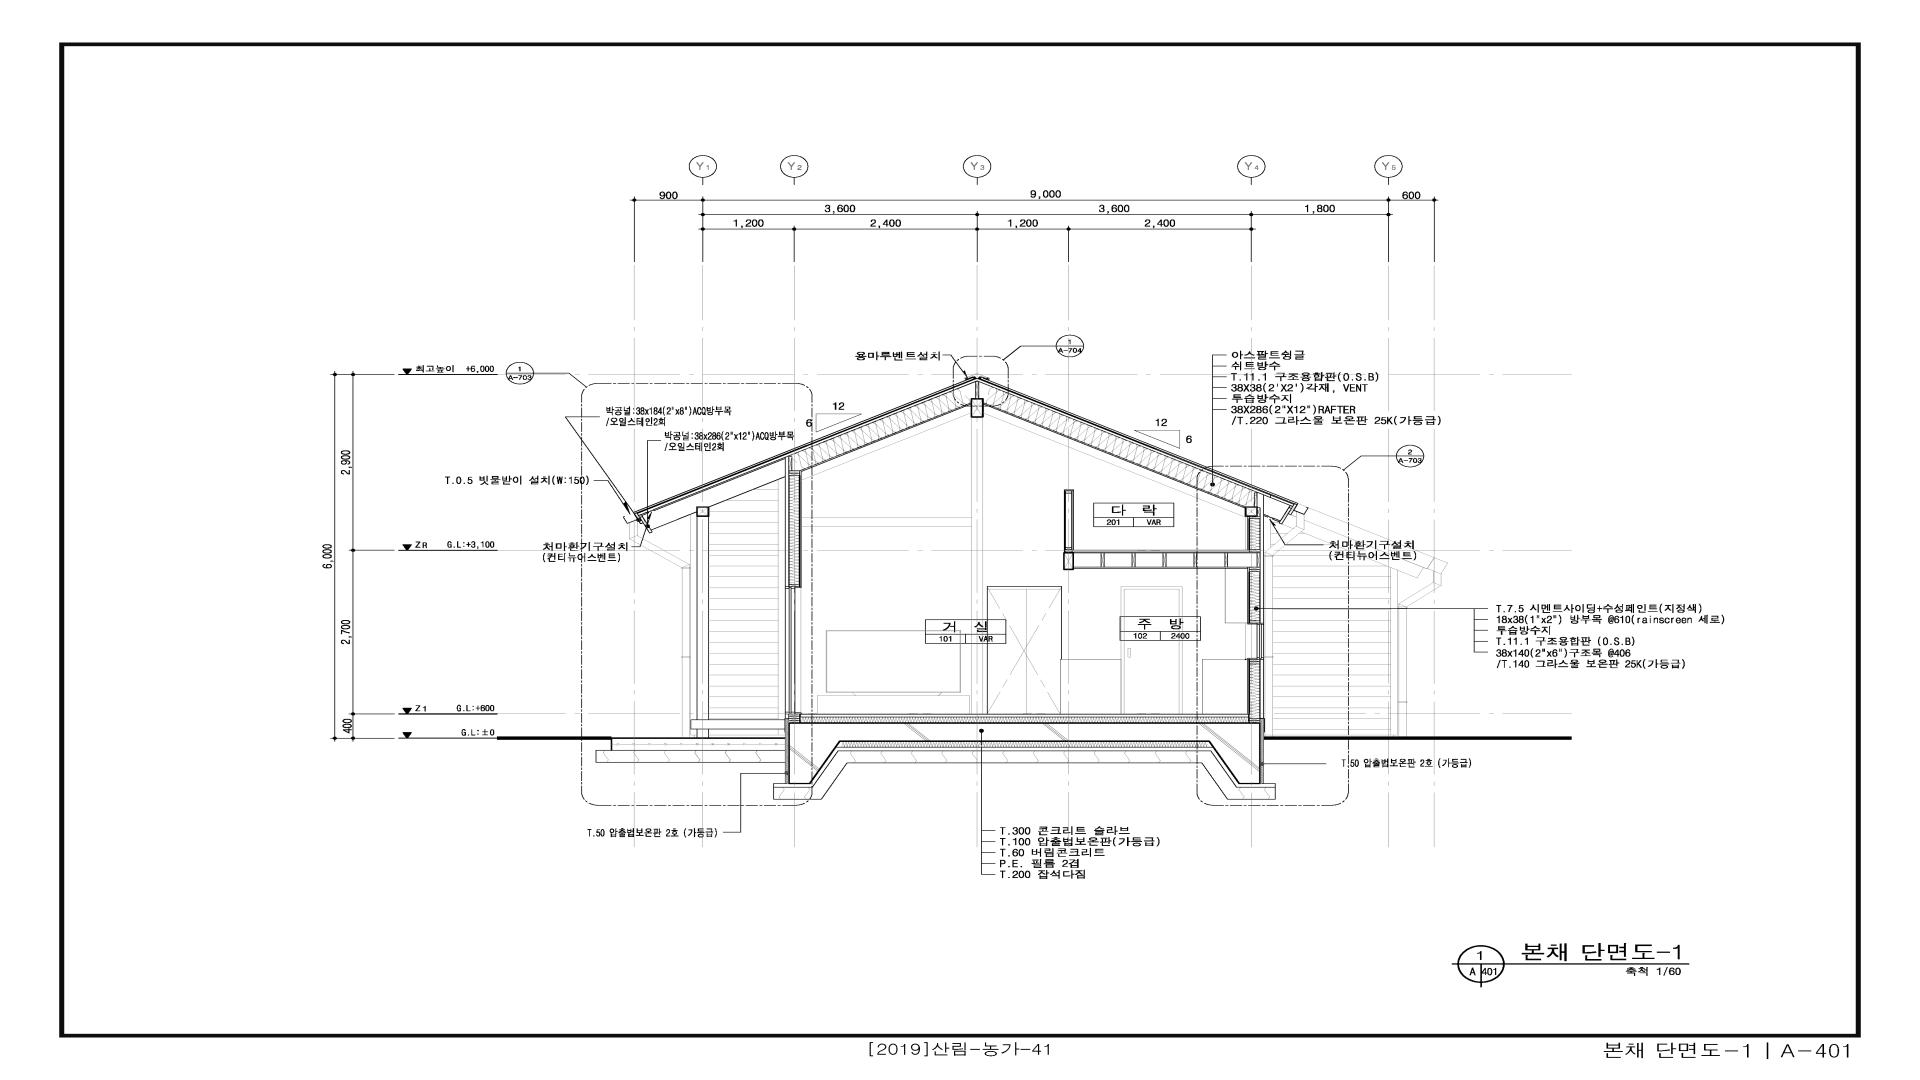 Y1 Y2 Y3 Y4 Y5
900 9,000 600
3,600 3,600 1,800
1,200 2,400 1,200 2,400
용마루벤트설치
1
A-704
최고높이 +6,000
1
A-703
아스팔트슁글
쉬트방수
T.11.1 구조용합판(O.S.B)
38X38(2'X2')각재, VENT
투습방수지
38X286(2"X12")RAFTER
/T.220 그라스울 보온판 25K(가등급)
12
6
12
6
박공널:38x184(2"x8")ACQ방부목
/오일스테인2회
박공널:38x286(2"x12")ACQ방부목
/오일스테인2회
2
A-703
2,900
T.0.5 빗물받이 설치(W:150)
다 락
201 VAR
ZR G.L:+3,100
처마환기구설치
(컨티뉴어스벤트)
처마환기구설치
(컨티뉴어스벤트)
6,000
2,700
거 실
101 VAR
주 방
102 2400
T.7.5 시멘트사이딩+수성페인트(지정색)
18x38(1"x2") 방부목 @610(rainscreen 세로)
투습방수지
T.11.1 구조용합판 (O.S.B)
38x140(2"x6")구조목 @406
/T.140 그라스울 보온판 25K(가등급)
Z1 G.L:+600
400
G.L:±0
T.50 압출법보온판 2호 (가등급)
T.50 압출법보온판 2호 (가등급)
T.300 콘크리트 슬라브
T.100 압출법보온판(가등급)
T.60 버림콘크리트
P.E. 필름 2겹
T.200 잡석다짐
1
A 401
본채 단면도-1
축척 1/60
[2019]산림-농가-41
본채 단면도-1 | A-401